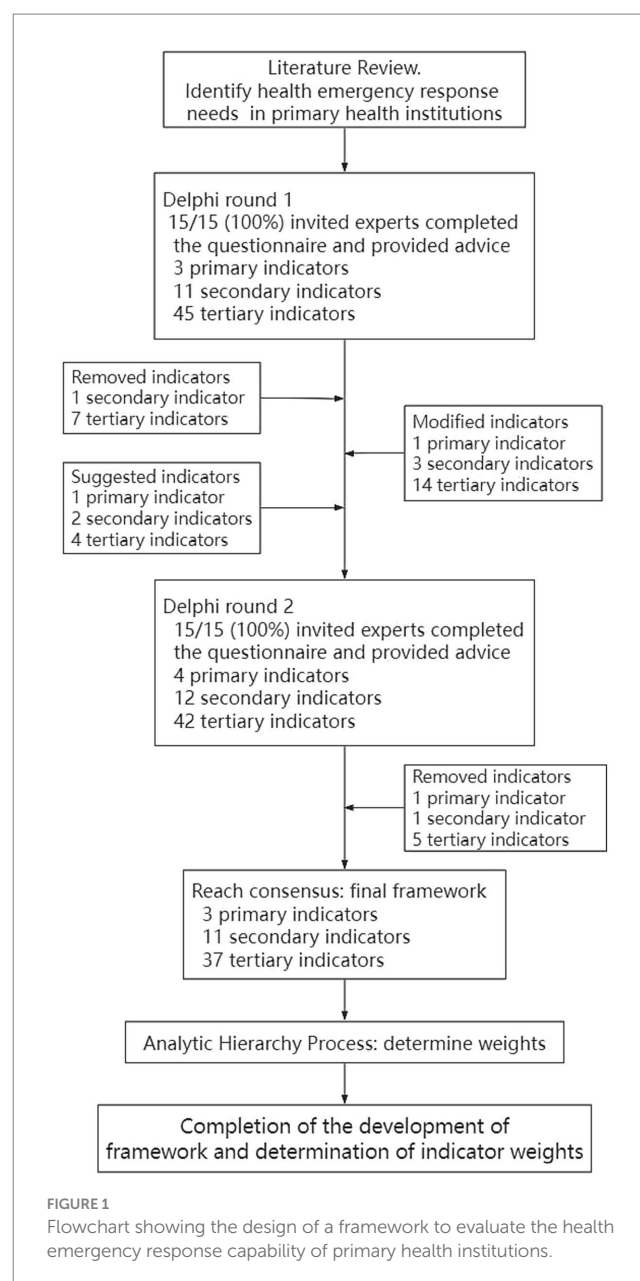 Literature Review.
Identify health emergency response
needs in primary health institutions
Delphi round 1
15/15 (100%) invited experts completed
the questionnaire and provided advice
3 primary indicators
11 secondary indicators
45 tertiary indicators
Removed indicators
1 secondary indicator
7 tertiary indicators
Modified indicators
1 primary indicator
3 secondary indicators
14 tertiary indicators
Suggested indicators
1 primary indicator
2 secondary indicators
4 tertiary indicators
Delphi round 2
15/15 (100%) invited experts completed
the questionnaire and provided advice
4 primary indicators
12 secondary indicators
42 tertiary indicators
Removed indicators
1 primary indicator
1 secondary indicator
5 tertiary indicators
Reach consensus: final framework
3 primary indicators
11 secondary indicators
37 tertiary indicators
Analytic Hierarchy Process: determine weights
Completion of the development of
framework and determination of indicator weights
FIGURE 1
Flowchart showing the design of a framework to evaluate the health
emergency response capability of primary health institutions.